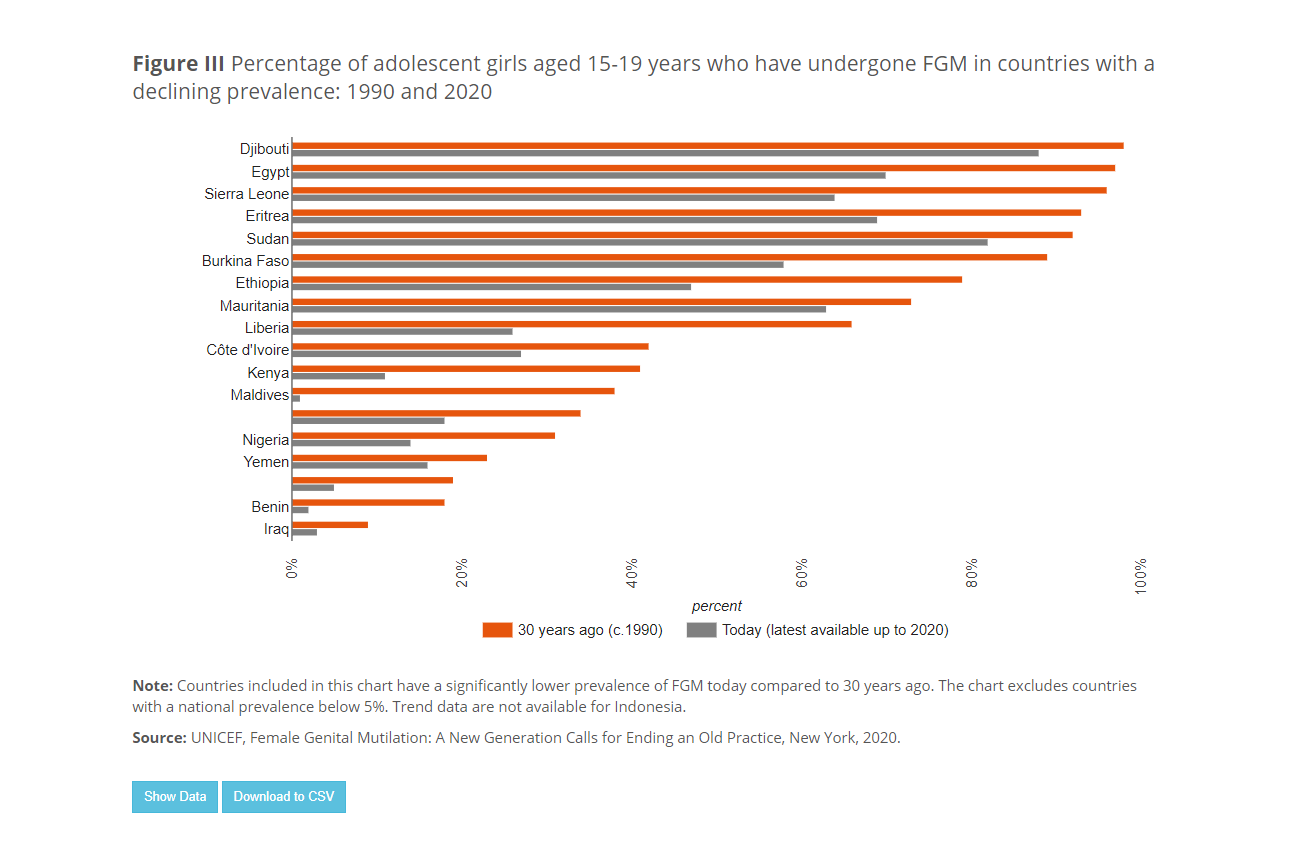 Figure III Percentage of adolescent girls aged 15-19 years who have undergone FGM in countries with a
declining prevalence: 1990 and 2020
Djibouti
Egypt
Sierra Leone
Eritrea
Sudan
Burkina Faso
Ethiopia
Mauritania
Liberia
Côte d'Ivoire
Kenya
Maldives
Nigeria
Yemen
Benin
Iraq
0%
20%
40%
60%
80%
100%
percent
30 years ago (c.1990)
Today (latest available up to 2020)
Note: Countries included in this chart have a significantly lower prevalence of FGM today compared to 30 years ago. The chart excludes countries
with a national prevalence below 5%. Trend data are not available for Indonesia.
Source: UNICEF, Female Genital Mutilation: A New Generation Calls for Ending an Old Practice, New York, 2020.
Show Data
Download to CSV